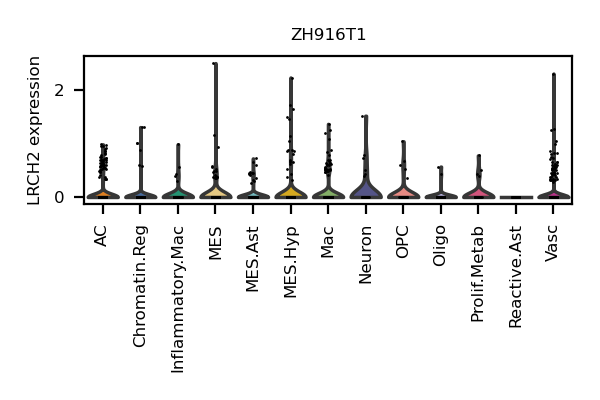 ZH916T1
LRCH2 expression
2
0
AC
Chromatin.Reg
Inflammatory.Mac
MES
MES.Ast
MES.Hyp
Mac
Neuron
OPC
Oligo
Prolif.Metab
Reactive.Ast
Vasc